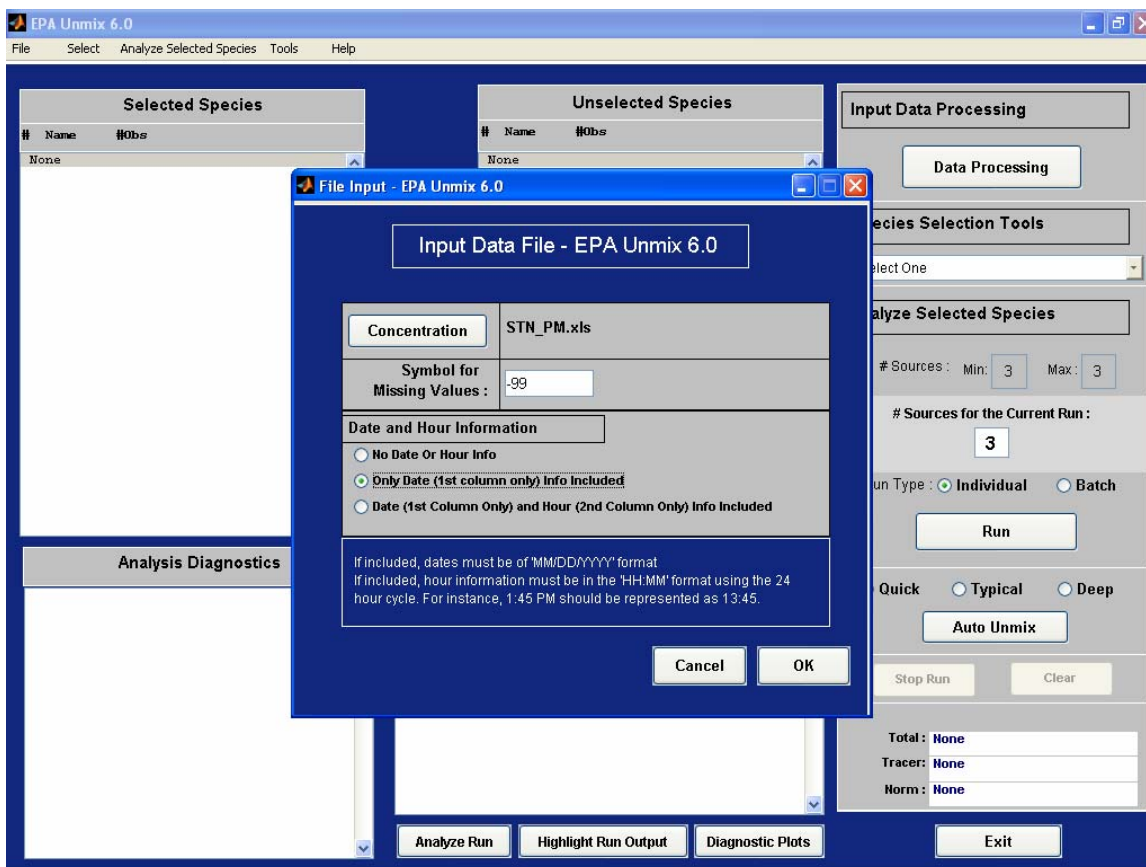 EPA Unmix 6.0
File Select Analyze Selected Species Tools Help
Selected Species
# Name #Obs
None
Unselected Species
# Name #Obs
None
Input Data Processing
Data Processing
ecies Selection Tools
elect One
alyze Selected Species
# Sources : Min: 3 Max : 3
# Sources for the Current Run :
3
un Type : Individual Batch
Run
Quick Typical Deep
Auto Unmix
Stop Run Clear
Total : None
Tracer: None
Norm : None
File Input - EPA Unmix 6.0
Input Data File - EPA Unmix 6.0
Concentration STN_PM.xls
Symbol for
Missing Values : -99
Date and Hour Information
No Date Or Hour Info
Only Date (1st column only) Info Included
Date (1st Column Only) and Hour (2nd Column Only) Info Included
If included, dates must be of 'MM/DD/YYYY' format
If included, hour information must be in the 'HH:MM' format using the 24
hour cycle. For instance, 1:45 PM should be represented as 13:45.
Cancel OK
Analysis Diagnostics
Analyze Run Highlight Run Output Diagnostic Plots Exit